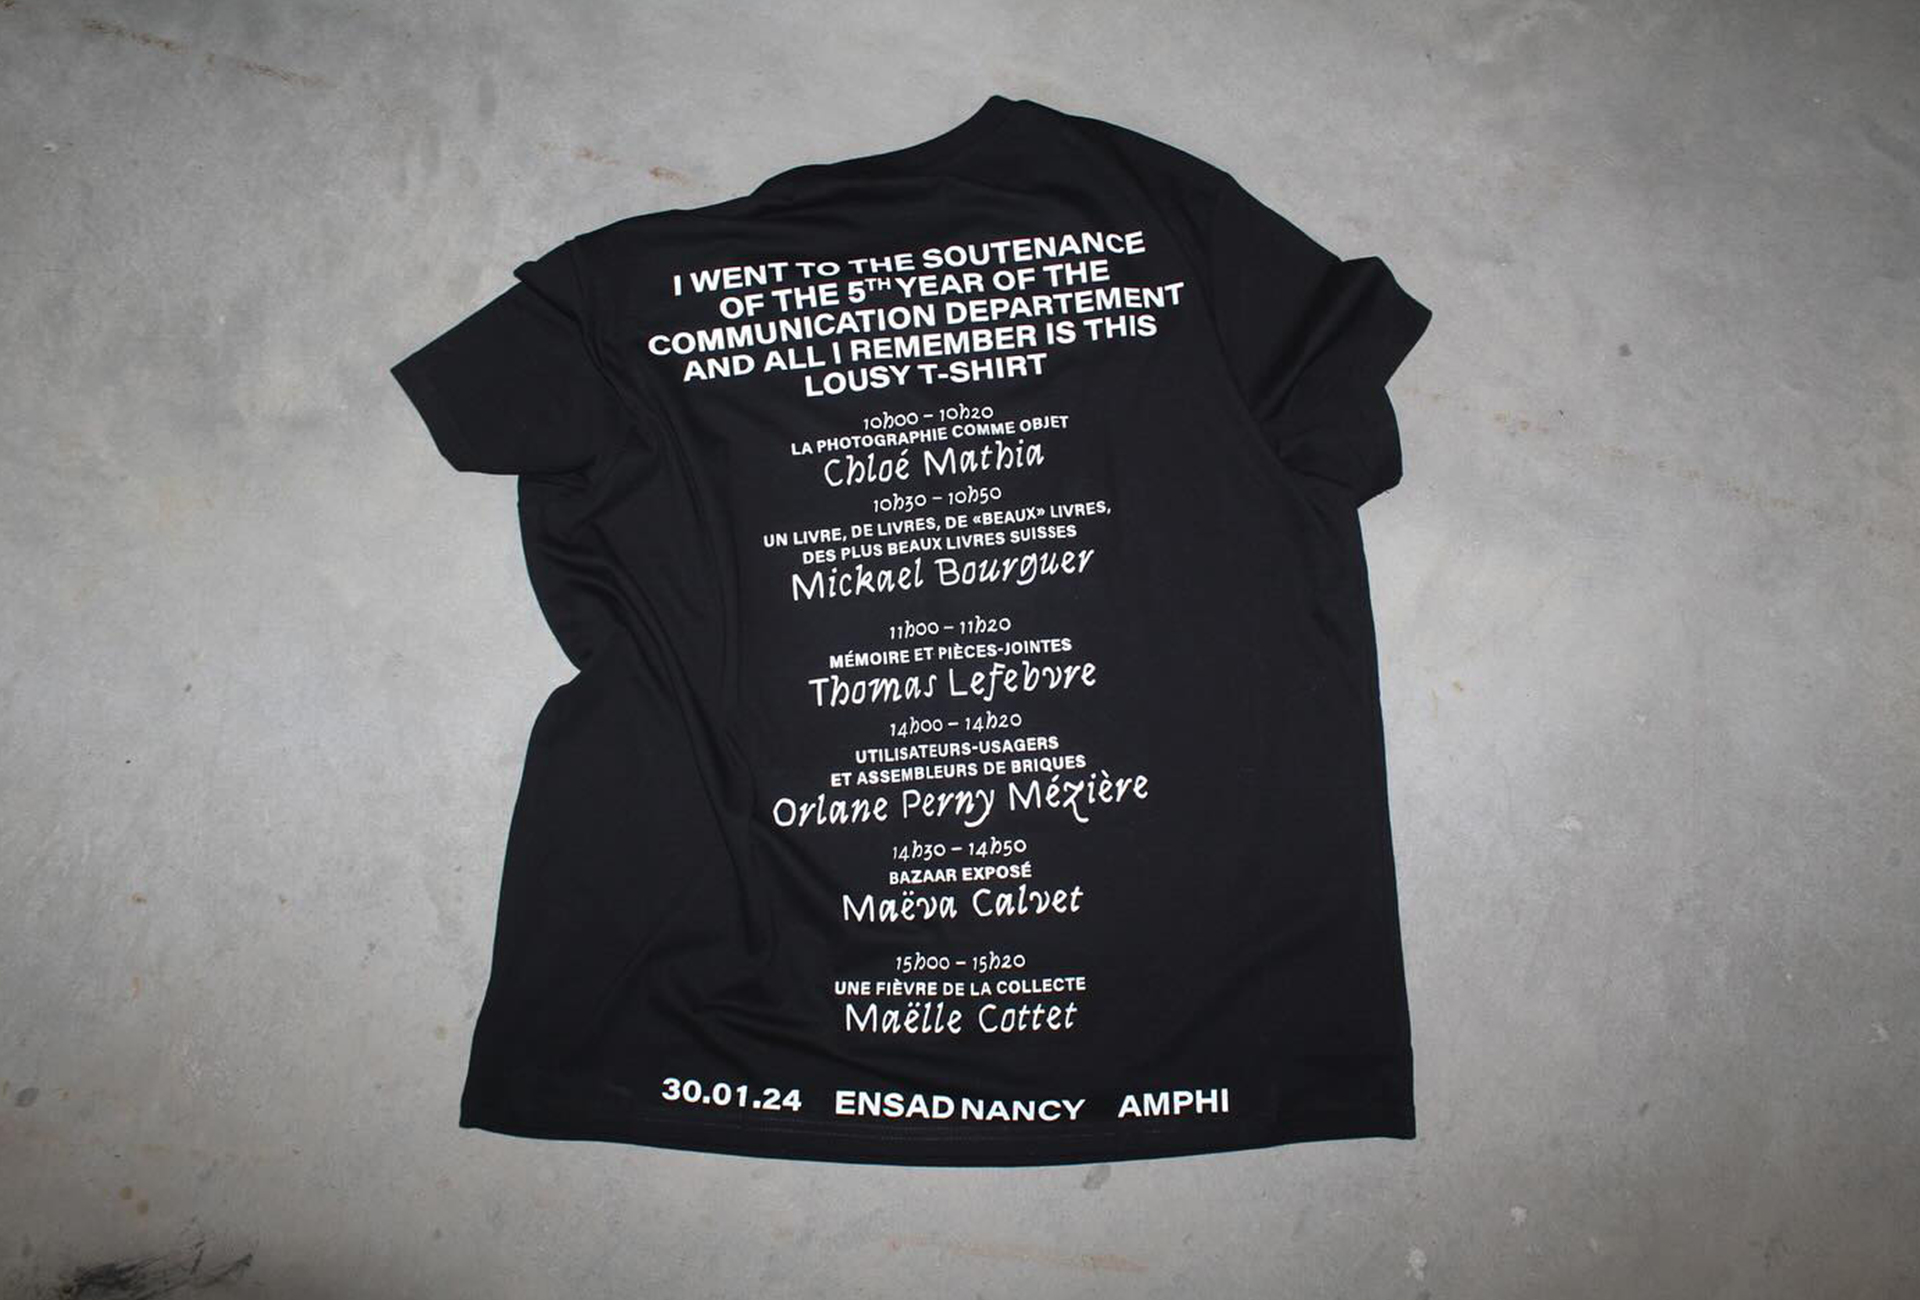 I WENT TO THE SOUTENANCE
OF THE 5TH YEAR OF THE
COMMUNICATION DEPARTEMENT
AND ALL I REMEMBER IS THIS
LOUSY T-SHIRT
10h00 – 10h20
LA PHOTOGRAPHIE COMME OBJET
Chloé Mathia
10h30 – 10h50
UN LIVRE, DE LIVRES, DE «BEAUX» LIVRES,
DES PLUS BEAUX LIVRES SUISSES
Mickael Bourguer
11h00 – 11h20
MÉMOIRE ET PIÈCES-JOINTES
Thomas Lefebvre
14h00 – 14h20
UTILISATEURS-USAGERS
ET ASSEMBLEURS DE BRIQUES
Orlane Perny Mézière
14h30 – 14h50
BAZAAR EXPOSÉ
Maëva Calvet
15h00 – 15h20
UNE FIÈVRE DE LA COLLECTE
Maëlle Cottet
30.01.24 ENSAD NANCY AMPHI